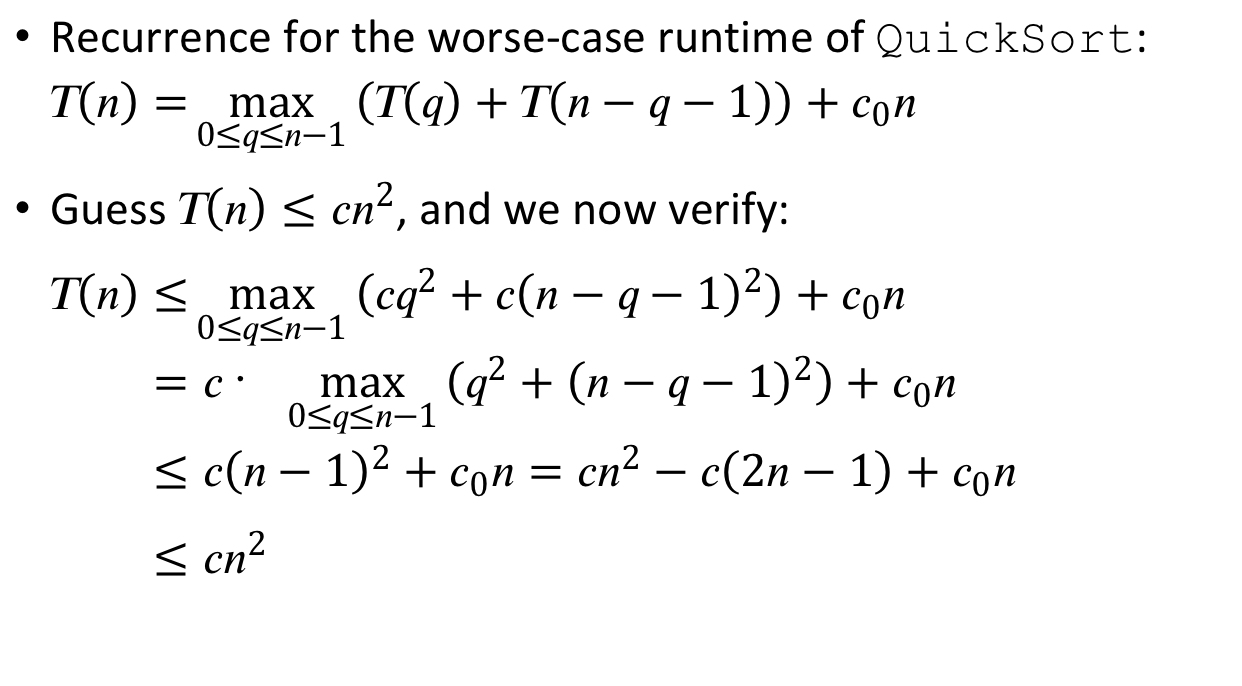 • Recurrence for the worse-case runtime of QuickSort:
T(n) = max (T(q) + T(n − q − 1)) + c₀n
0≤q≤n−1
• Guess T(n) ≤ cn², and we now verify:
T(n) ≤ max (cq² + c(n − q − 1)²) + c₀n
0≤q≤n−1
= c · max (q² + (n − q − 1)²) + c₀n
0≤q≤n−1
≤ c(n − 1)² + c₀n = cn² − c(2n − 1) + c₀n
≤ cn²